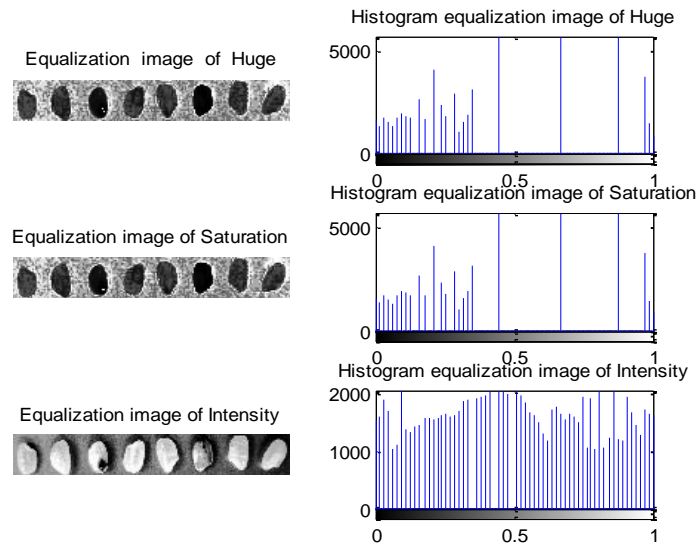 Histogram equalization image of Huge
Equalization image of Huge
5000
0
0 0.5 1
Histogram equalization image of Saturation
Equalization image of Saturation
5000
0
0 0.5 1
Histogram equalization image of Intensity
Equalization image of Intensity
2000
1000
0
0 0.5 1